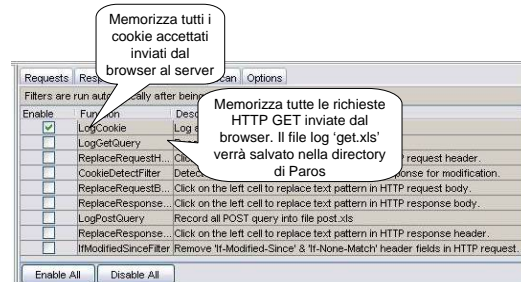 Memorizza tutti i
cookie accettati
inviati dal
browser al server
Requests Res can Options
Filters are run automatically after being
Enable Function Desc
LogCookie Log a
LogGetQuery
Memorizza tutte le richieste
HTTP GET inviate dal
browser. Il file log ‘get.xls’
verrà salvato nella directory
di Paros
ReplaceRequestH... Clic P request header.
CookieDetectFilter Detec ponse for modification.
ReplaceRequestB... Click on the left cell to replace text pattern in HTTP request body.
ReplaceResponse... Click on the left cell to replace text pattern in HTTP response body.
LogPostQuery Record all POST query into file post.xls
ReplaceResponse... Click on the left cell to replace text pattern in HTTP response header.
IfModifiedSinceFilter Remove 'If-Modified-Since' & 'If-None-Match' header fields in HTTP request.
Enable All Disable All